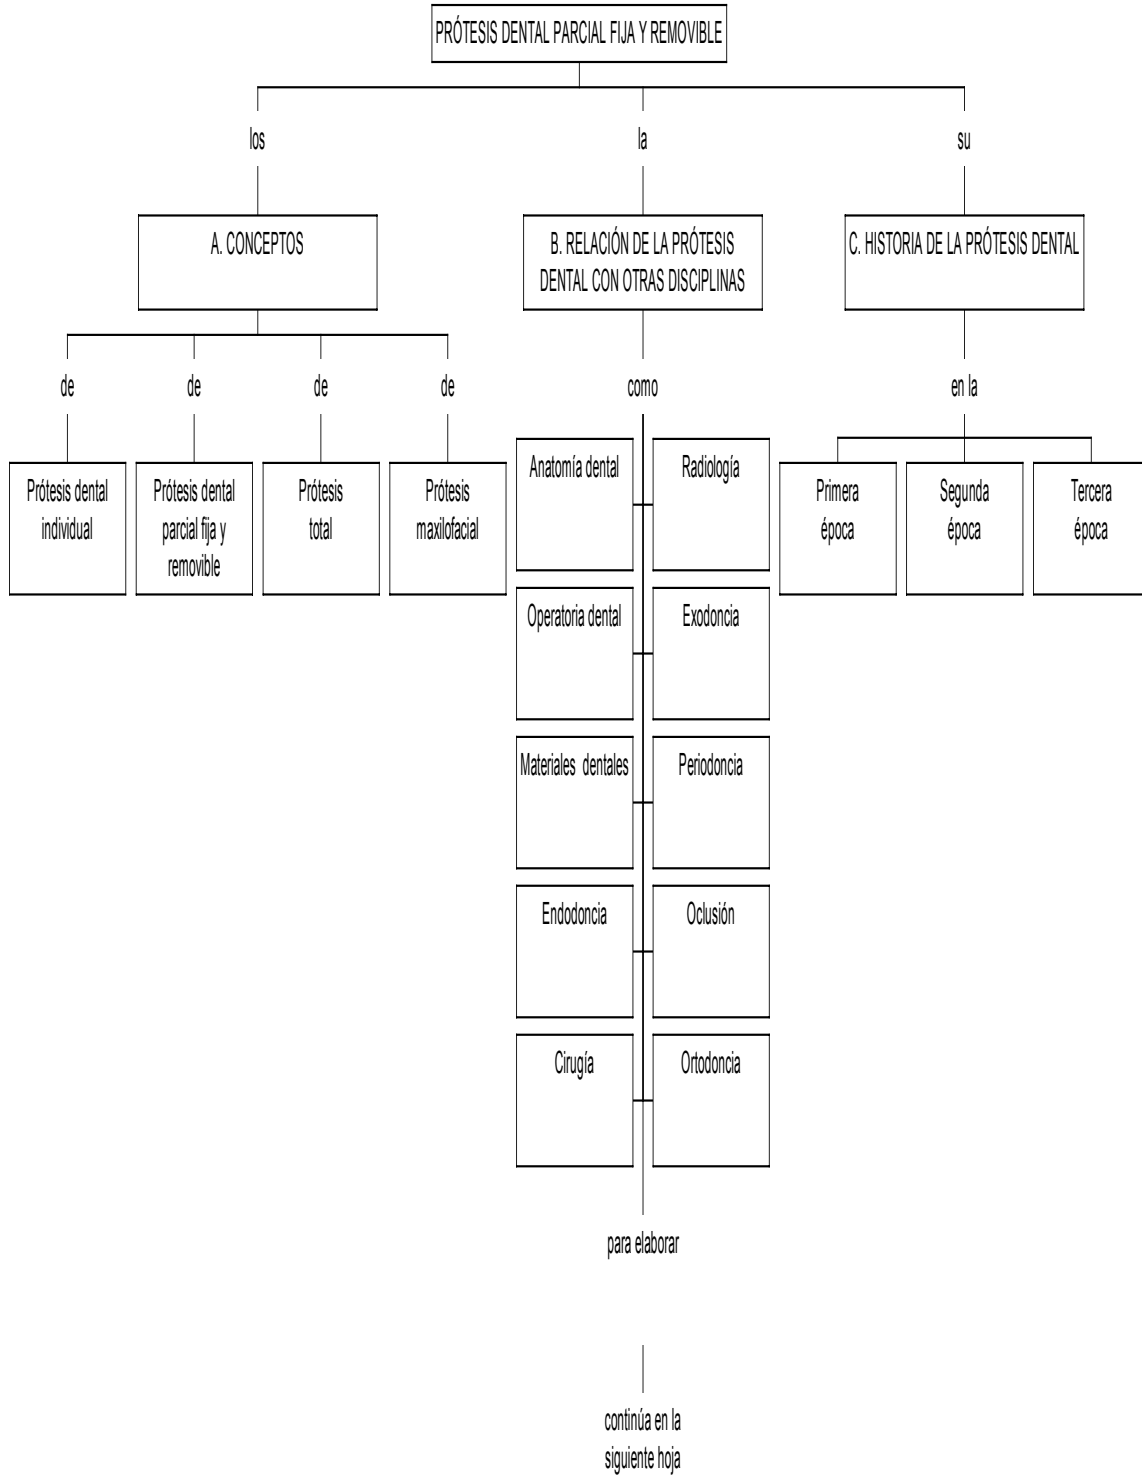 PRÓTESIS DENTAL PARCIAL FIJA Y REMOVIBLE
los
la
su
A. CONCEPTOS
B. RELACIÓN DE LA PRÓTESIS
DENTAL CON OTRAS DISCIPLINAS
C. HISTORIA DE LA PRÓTESIS DENTAL
de
de
de
de
como
en la
Prótesis dental
individual
Prótesis dental
parcial fija y
removible
Prótesis
total
Prótesis
maxilofacial
Anatomía dental
Radiología
Primera
época
Segunda
época
Tercera
época
Operatoria dental
Exodoncia
Materiales dentales
Periodoncia
Endodoncia
Oclusión
Cirugía
Ortodoncia
para elaborar
continúa en la
siguiente hoja